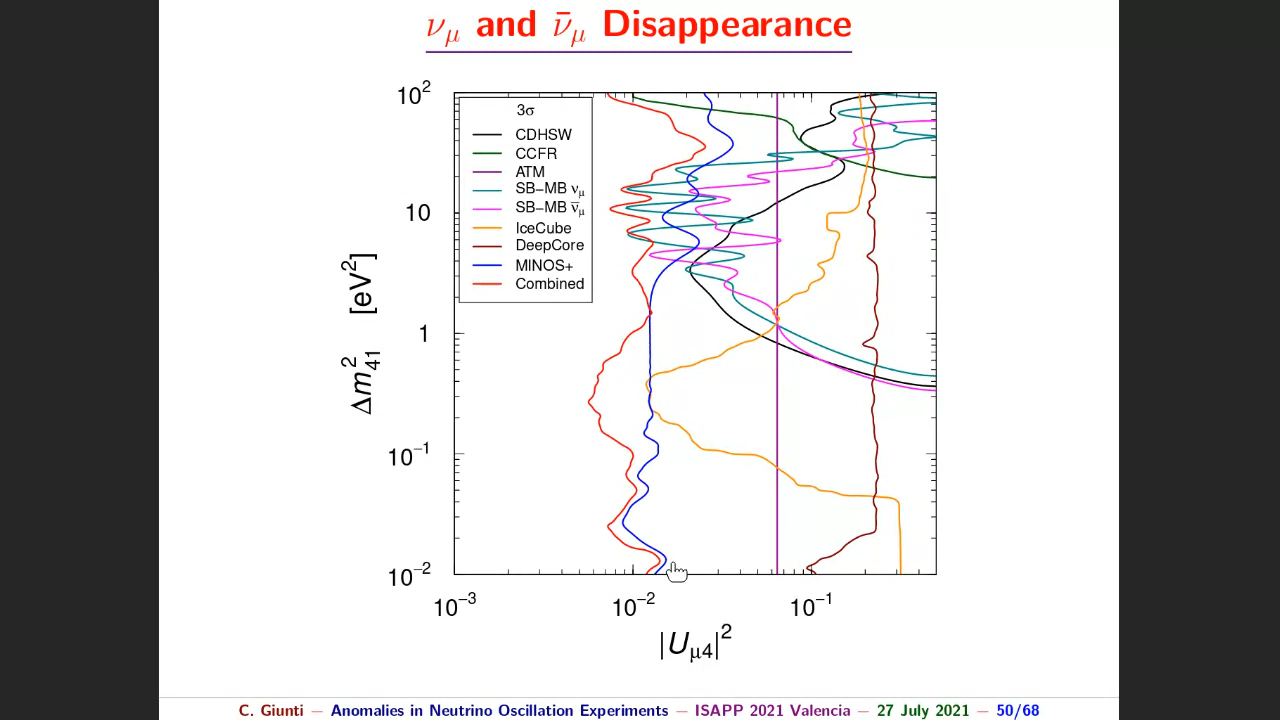 νμ and ν̄μ Disappearance
10²
10
1
10⁻¹
10⁻²
Δm²₄₁ [eV²]
3σ
CDHSW
CCFR
ATM
SB−MB νμ
SB−MB ν̄μ
IceCube
DeepCore
MINOS+
Combined
10⁻³ 10⁻² 10⁻¹
|Uμ4|²
C. Giunti − Anomalies in Neutrino Oscillation Experiments − ISAPP 2021 Valencia − 27 July 2021 − 50/68